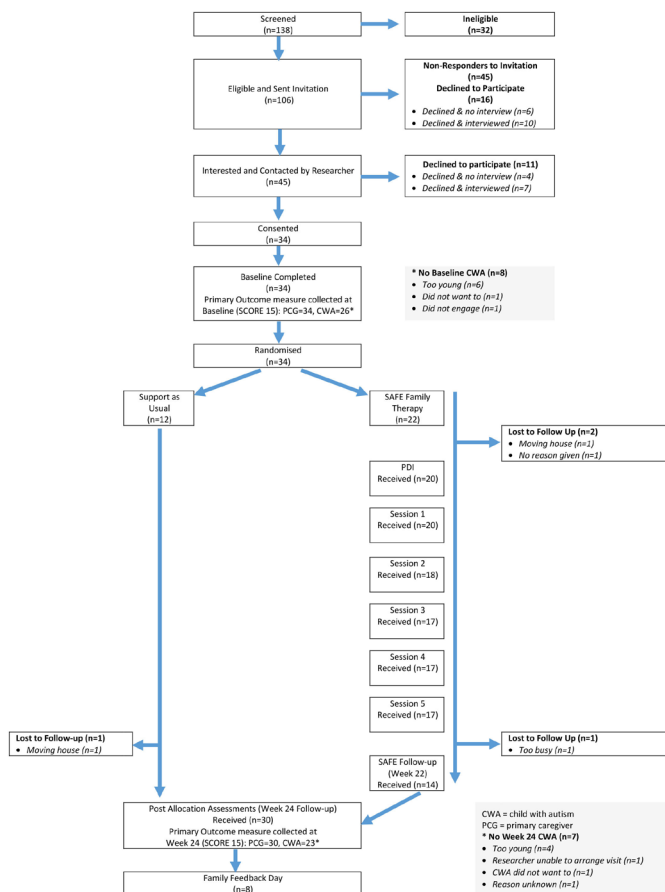 Screened
(n=138)
Ineligible
(n=32)
Eligible and Sent Invitation
(n=106)
Non-Responders to Invitation
(n=45)
Declined to Participate
(n=16)
• Declined & no interview (n=6)
• Declined & interviewed (n=10)
Interested and Contacted by Researcher
(n=45)
Declined to participate (n=11)
• Declined & no interview (n=4)
• Declined & interviewed (n=7)
Consented
(n=34)
Baseline Completed
(n=34)
Primary Outcome measure collected at
Baseline (SCORE 15): PCG=34, CWA=26*
* No Baseline CWA (n=8)
• Too young (n=6)
• Did not want to (n=1)
• Did not engage (n=1)
Randomised
(n=34)
Support as
Usual
(n=12)
SAFE Family
Therapy
(n=22)
Lost to Follow Up (n=2)
• Moving house (n=1)
• No reason given (n=1)
PDI
Received (n=20)
Session 1
Received (n=20)
Session 2
Received (n=18)
Session 3
Received (n=17)
Session 4
Received (n=17)
Session 5
Received (n=17)
Lost to Follow-up (n=1)
• Moving house (n=1)
Lost to Follow Up (n=1)
• Too busy (n=1)
SAFE Follow-up
(Week 22)
Received (n=14)
Post Allocation Assessments (Week 24 Follow-up)
Received (n=30)
Primary Outcome measure collected at
Week 24 (SCORE 15): PCG=30, CWA=23*
CWA = child with autism
PCG = primary caregiver
* No Week 24 CWA (n=7)
• Too young (n=4)
• Researcher unable to arrange visit (n=1)
• CWA did not want to (n=1)
• Reason unknown (n=1)
Family Feedback Day
(n=8)